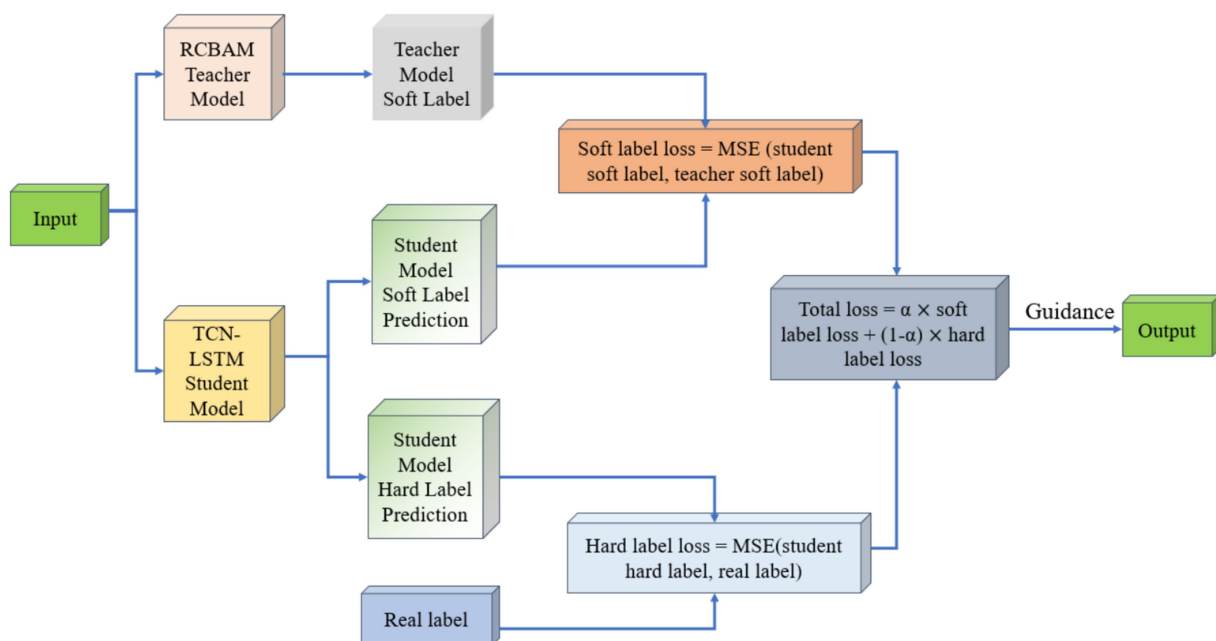 RCBAM
Teacher
Model
Teacher
Model
Soft Label
Soft label loss = MSE (student
soft label, teacher soft label)
Input
Student
Model
Soft Label
Prediction
Total loss = α × soft
label loss + (1-α) × hard
label loss
Guidance
Output
TCN-
LSTM
Student
Model
Student
Model
Hard Label
Prediction
Hard label loss = MSE(student
hard label, real label)
Real label